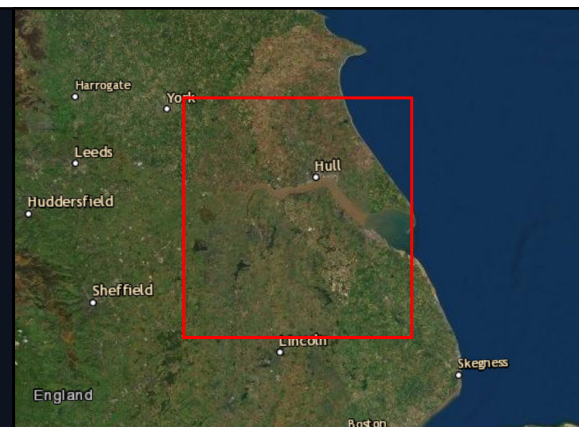 Harrogate
York
Leeds
Hull
Huddersfield
Sheffield
Lincoln
Skegness
England
Boston